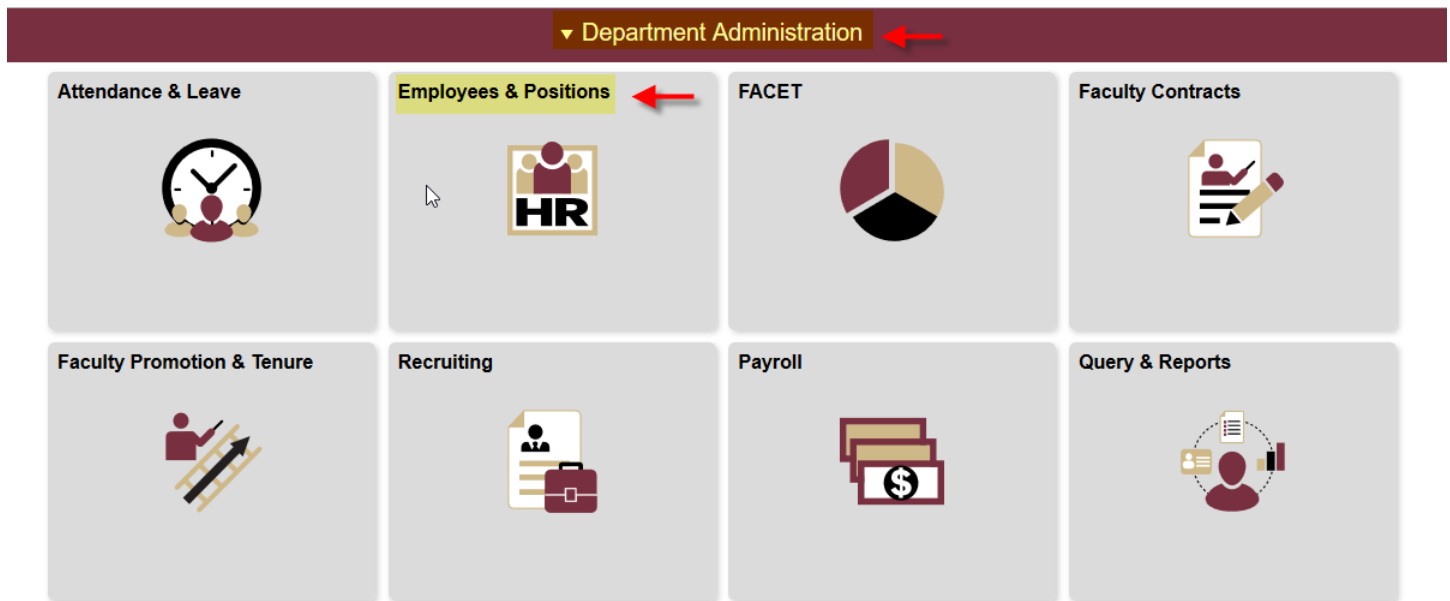 Department Administration
Attendance & Leave
Employees & Positions
FACET
Faculty Contracts
HR
Faculty Promotion & Tenure
Recruiting
Payroll
Query & Reports
$